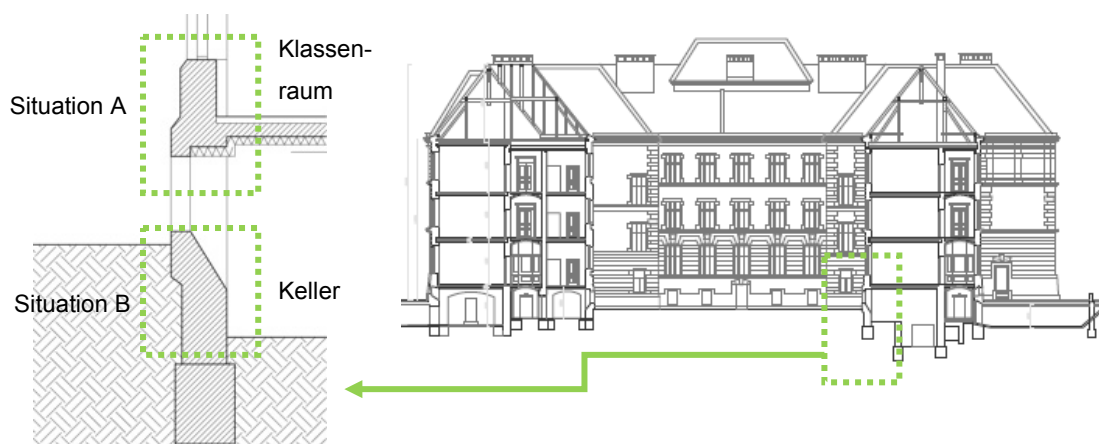 Situation A
Klassen-
raum
Situation B
Keller